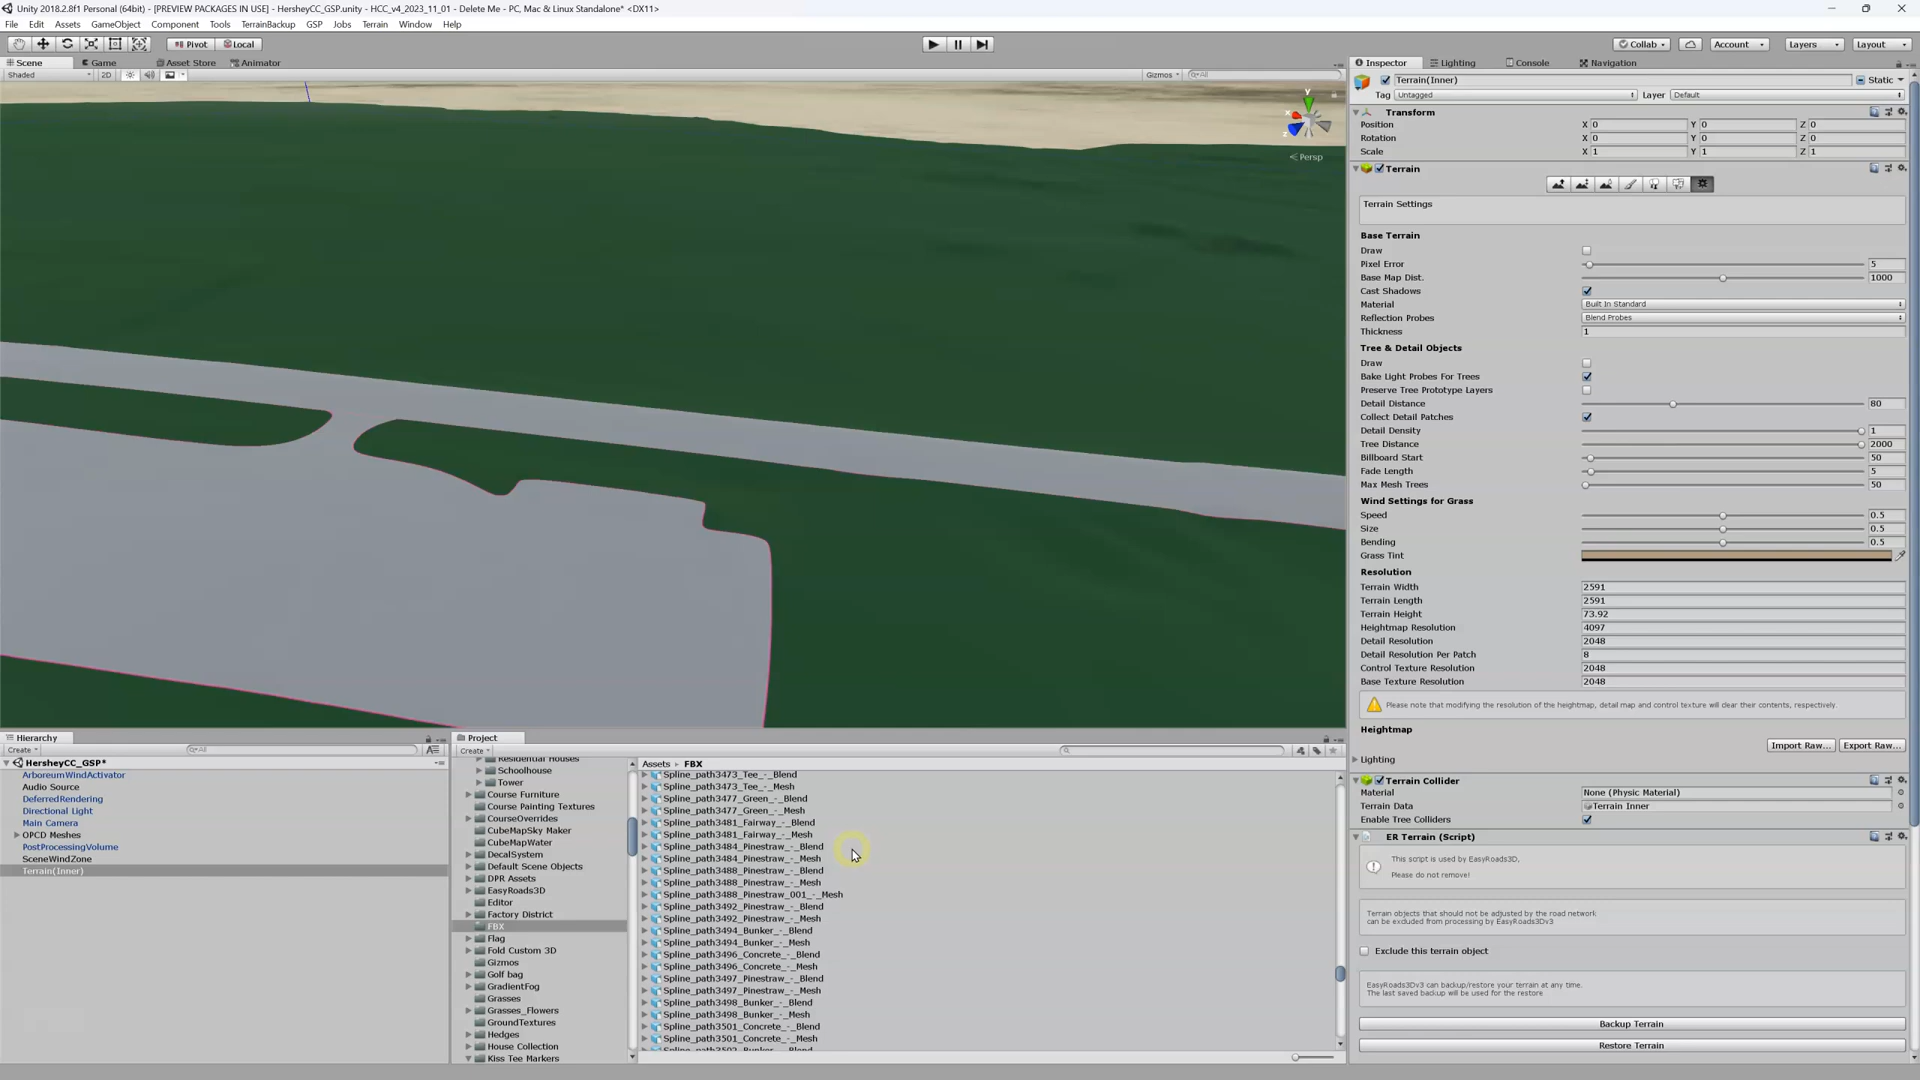 Unity 2018.2.8f1 Personal (64bit) - [PREVIEW PACKAGES IN USE] - HersheyCC_GSP.unity - HCC_v4_2023_11_01 - Delete Me - PC, Mac & Linux Standalone* <DX11>
File Edit Assets GameObject Component Tools TerrainBackup GSP Jobs Terrain Window Help
Pivot Local Collab Account Layers Layout
Scene Game Asset Store Animator
Shaded 2D Gizmos All
y
x
z
Persp
Inspector Lighting Console Navigation
Terrain(Inner) Static
Tag Untagged Layer Default
Transform
Position X 0 Y 0 Z 0
Rotation X 0 Y 0 Z 0
Scale X 1 Y 1 Z 1
Terrain
Terrain Settings
Base Terrain
Draw
Pixel Error 5
Base Map Dist. 1000
Cast Shadows
Material Built In Standard
Reflection Probes Blend Probes
Thickness 1
Tree & Detail Objects
Draw
Bake Light Probes For Trees
Preserve Tree Prototype Layers
Detail Distance 80
Collect Detail Patches
Detail Density 1
Tree Distance 2000
Billboard Start 50
Fade Length 5
Max Mesh Trees 50
Wind Settings for Grass
Speed 0.5
Size 0.5
Bending 0.5
Grass Tint
Resolution
Terrain Width 2591
Terrain Length 2591
Terrain Height 73.92
Heightmap Resolution 4097
Detail Resolution 2048
Detail Resolution Per Patch 8
Control Texture Resolution 2048
Base Texture Resolution 2048
Please note that modifying the resolution of the heightmap, detail map and control texture will clear their contents, respectively.
Heightmap
Import Raw... Export Raw...
Lighting
Terrain Collider
Material None (Physic Material)
Terrain Data Terrain Inner
Enable Tree Colliders
ER Terrain (Script)
This script is used by EasyRoads3D,
Please do not remove!
Terrain objects that should not be adjusted by the road network
can be excluded from processing by EasyRoads3Dv3
Exclude this terrain object
EasyRoads3Dv3 can backup/restore your terrain at any time.
The last saved backup will be used for the restore
Backup Terrain
Restore Terrain
Hierarchy
Create All
HersheyCC_GSP*
ArboreumWindActivator
Audio Source
DeferredRendering
Directional Light
Main Camera
OPCD Meshes
PostProcessingVolume
SceneWindZone
Terrain(Inner)
Project
Create
Residential Houses
Schoolhouse
Tower
Course Furniture
Course Painting Textures
CourseOverrides
CubeMapSky Maker
CubeMapWater
DecalSystem
Default Scene Objects
DPR Assets
EasyRoads3D
Editor
Factory District
FBX
Flag
Fold Custom 3D
Gizmos
Golf bag
GradientFog
Grasses
Grasses_Flowers
GroundTextures
Hedges
House Collection
Kiss Tee Markers
Assets FBX
Spline_path3473_Tee_-_Blend
Spline_path3473_Tee_-_Mesh
Spline_path3477_Green_-_Blend
Spline_path3477_Green_-_Mesh
Spline_path3481_Fairway_-_Blend
Spline_path3481_Fairway_-_Mesh
Spline_path3484_Pinestraw_-_Blend
Spline_path3484_Pinestraw_-_Mesh
Spline_path3488_Pinestraw_-_Blend
Spline_path3488_Pinestraw_-_Mesh
Spline_path3488_Pinestraw_001_-_Mesh
Spline_path3492_Pinestraw_-_Blend
Spline_path3492_Pinestraw_-_Mesh
Spline_path3494_Bunker_-_Blend
Spline_path3494_Bunker_-_Mesh
Spline_path3496_Concrete_-_Blend
Spline_path3496_Concrete_-_Mesh
Spline_path3497_Pinestraw_-_Blend
Spline_path3497_Pinestraw_-_Mesh
Spline_path3498_Bunker_-_Blend
Spline_path3498_Bunker_-_Mesh
Spline_path3501_Concrete_-_Blend
Spline_path3501_Concrete_-_Mesh
Spline_path3502_Bunker_-_Blend